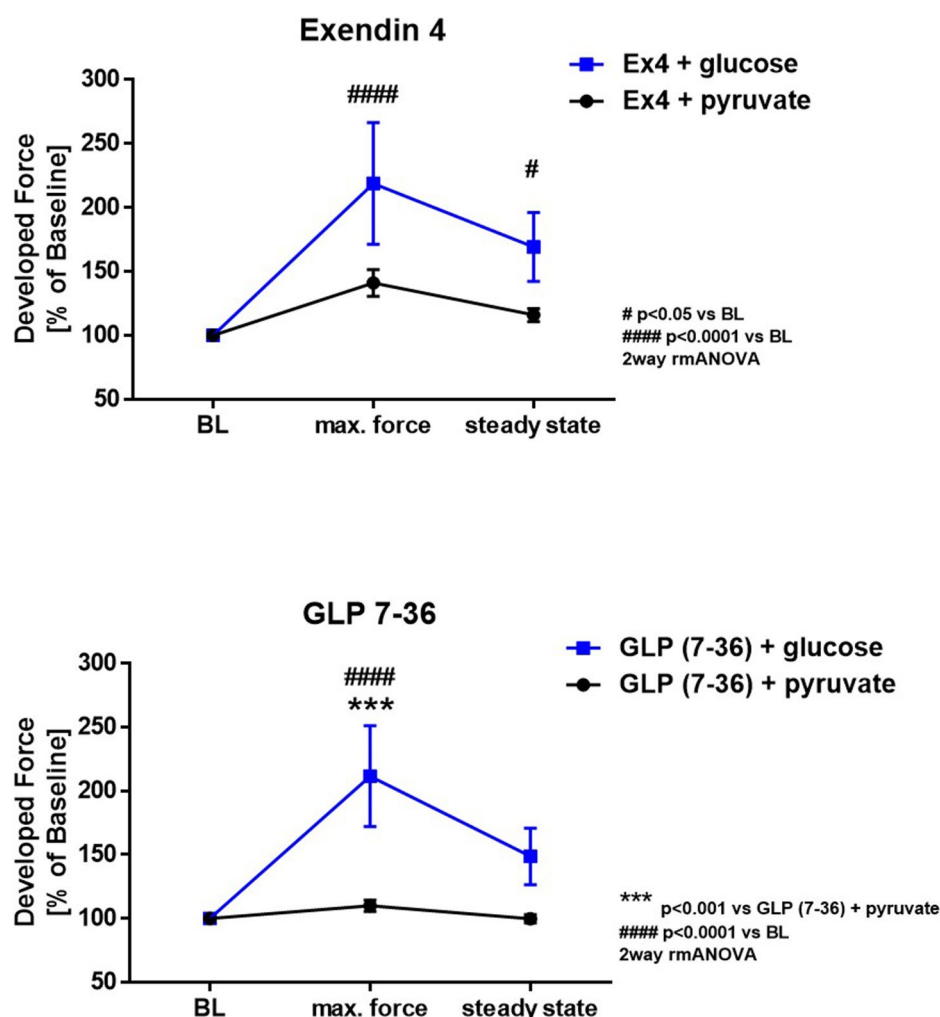 Exendin 4
Ex4 + glucose
Ex4 + pyruvate
300
250
200
150
100
50
Developed Force
[% of Baseline]
####
#
# p<0.05 vs BL
#### p<0.0001 vs BL
2way rmANOVA
BL
max. force
steady state
GLP 7-36
GLP (7-36) + glucose
GLP (7-36) + pyruvate
300
250
200
150
100
50
Developed Force
[% of Baseline]
####
***
*** p<0.001 vs GLP (7-36) + pyruvate
#### p<0.0001 vs BL
2way rmANOVA
BL
max. force
steady state